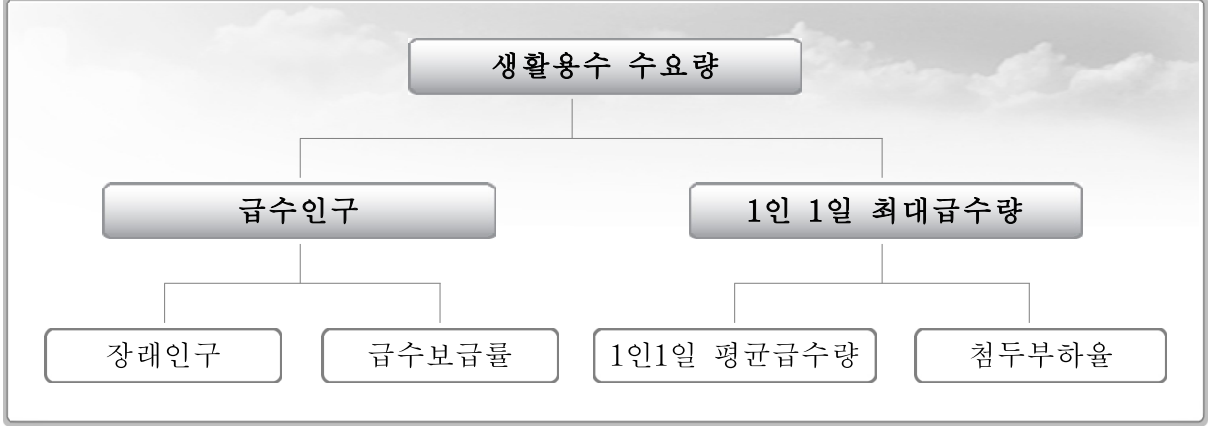 생활용수 수요량
급수인구
1인 1일 최대급수량
장래인구
급수보급률
1인1일 평균급수량
첨두부하율